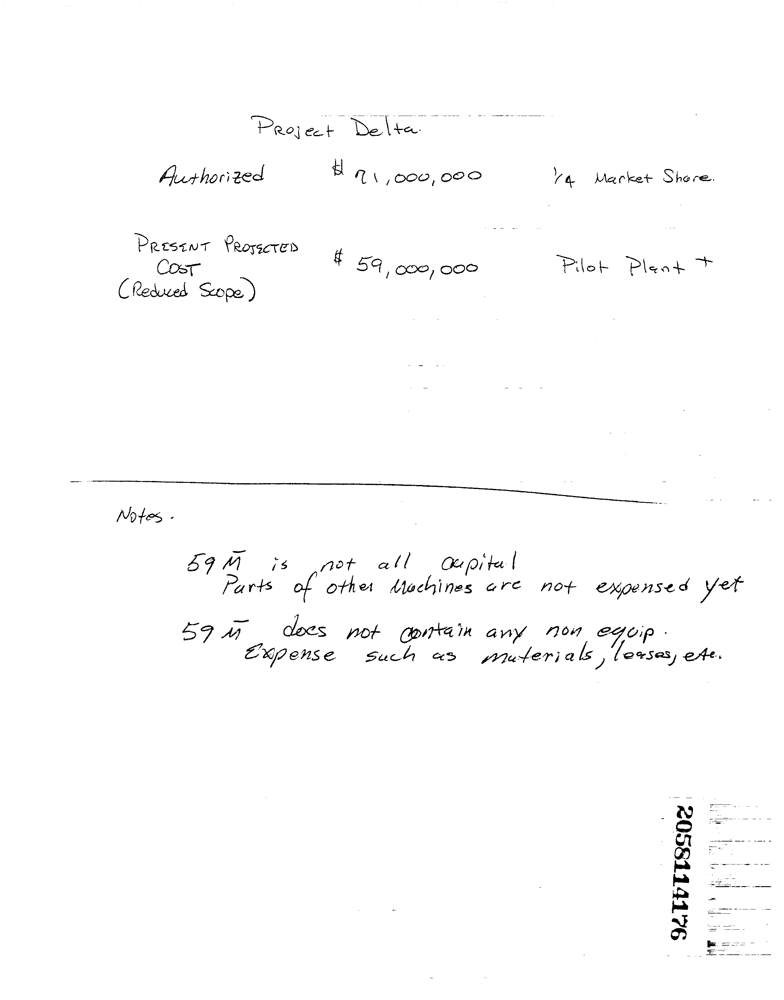 Project Delta.
Authorized $ 71,000,000 1/4 Market Share.
PRESENT PROJECTED
COST $ 59,000,000 Pilot Plant +
(Reduced Scope)
Notes.
59 M̅ is not all capital
Parts of other Machines are not expensed yet
59 M̅ does not contain any non equip.
Expense such as materials, leases, etc.
2058114176